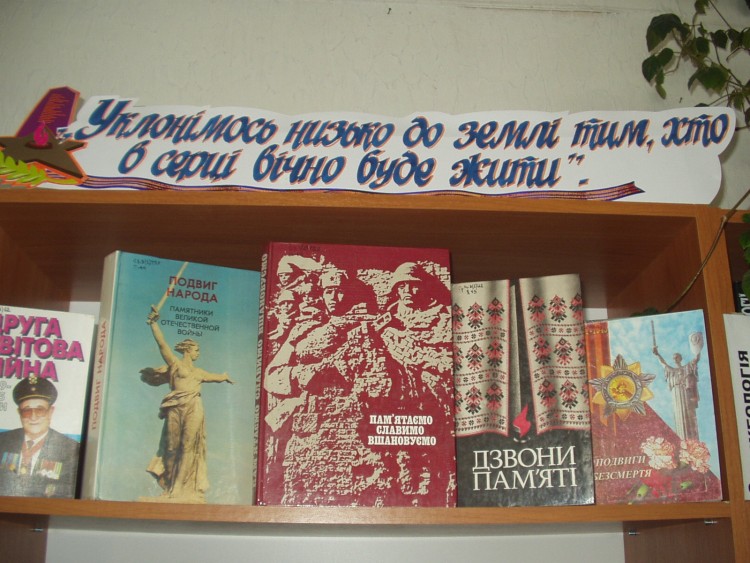 „Уклонімось низько до землі тим, хто
в серці вічно буде жити".
ДРУГА
СВІТОВА
ВІЙНА
ПОДВИГ
НАРОДА
ПАМЯТНИКИ
ВЕЛИКОЙ
ОТЕЧЕСТВЕННОЙ
ВОЙНЫ
ПОДВИГ НАРОДА
ПАМ'ЯТАЄМО
СЛАВИМО
ВШАНОВУЄМО
ДЗВОНИ
ПАМ'ЯТІ
ПОДВИГИ
БЕЗСМЕРТЯ